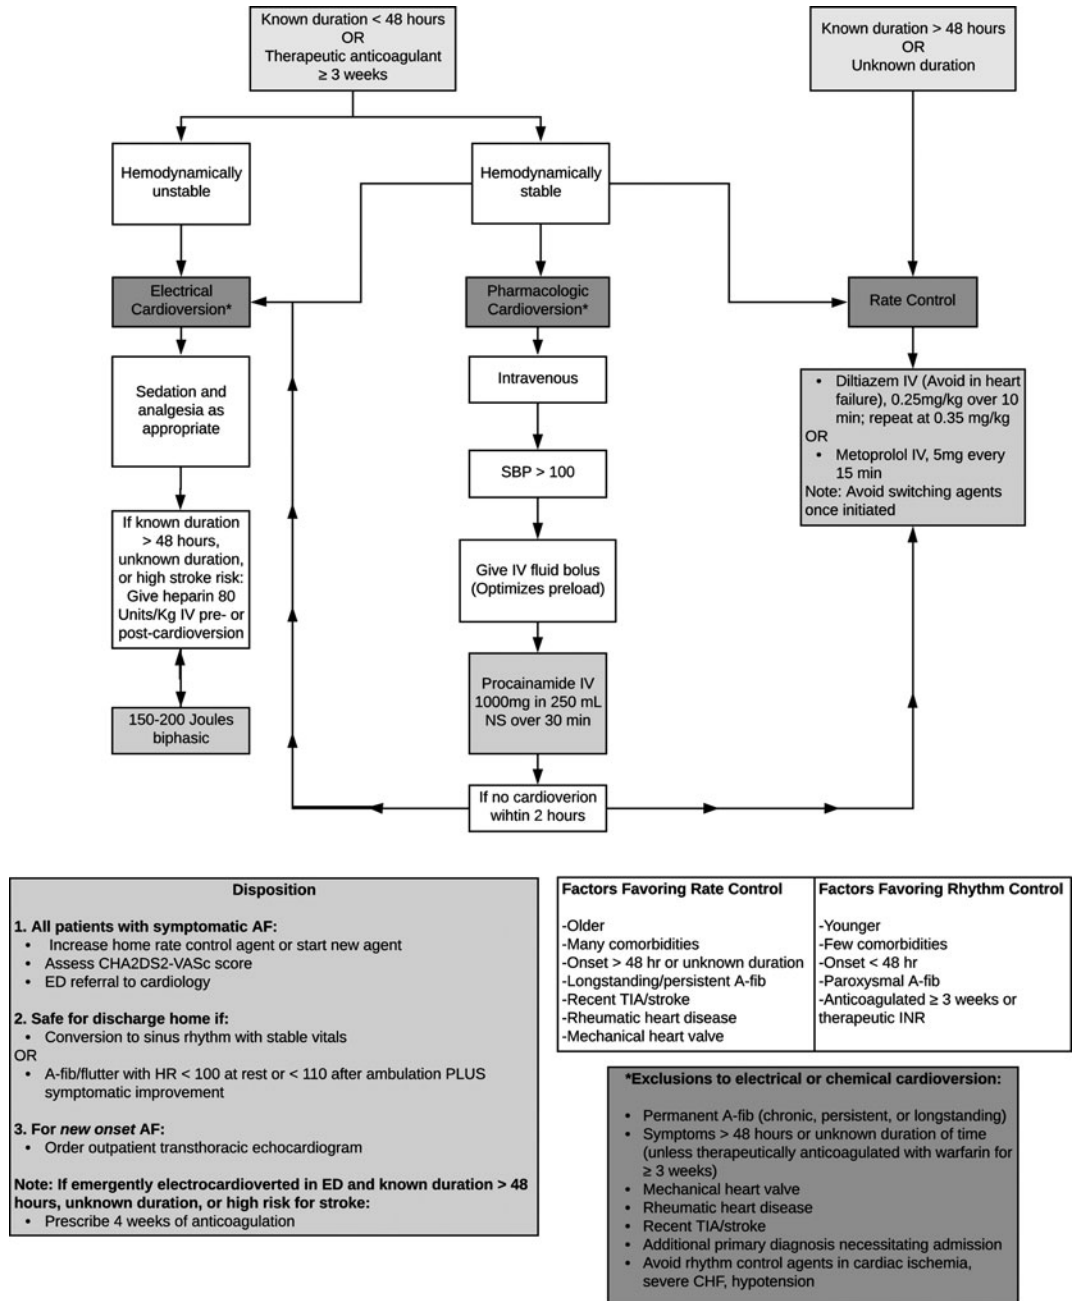 Known duration < 48 hours
OR
Therapeutic anticoagulant
≥ 3 weeks
Known duration > 48 hours
OR
Unknown duration
Hemodynamically
unstable
Hemodynamically
stable
Electrical
Cardioversion*
Pharmacologic
Cardioversion*
Rate Control
Sedation and
analgesia as
appropriate
Intravenous
• Diltiazem IV (Avoid in heart
failure), 0.25mg/kg over 10
min; repeat at 0.35 mg/kg
OR
• Metoprolol IV, 5mg every
15 min
Note: Avoid switching agents
once initiated
SBP > 100
If known duration
> 48 hours,
unknown duration,
or high stroke risk:
Give heparin 80
Units/Kg IV pre- or
post-cardioversion
Give IV fluid bolus
(Optimizes preload)
Procainamide IV
1000mg in 250 mL
NS over 30 min
150-200 Joules
biphasic
If no cardioverion
wihtin 2 hours
Disposition
1. All patients with symptomatic AF:
• Increase home rate control agent or start new agent
• Assess CHA2DS2-VASc score
• ED referral to cardiology
2. Safe for discharge home if:
• Conversion to sinus rhythm with stable vitals
OR
• A-fib/flutter with HR < 100 at rest or < 110 after ambulation PLUS
symptomatic improvement
3. For new onset AF:
• Order outpatient transthoracic echocardiogram
Note: If emergently electrocardioverted in ED and known duration > 48
hours, unknown duration, or high risk for stroke:
• Prescribe 4 weeks of anticoagulation
Factors Favoring Rate Control
-Older
-Many comorbidities
-Onset > 48 hr or unknown duration
-Longstanding/persistent A-fib
-Recent TIA/stroke
-Rheumatic heart disease
-Mechanical heart valve
Factors Favoring Rhythm Control
-Younger
-Few comorbidities
-Onset < 48 hr
-Paroxysmal A-fib
-Anticoagulated ≥ 3 weeks or
therapeutic INR
*Exclusions to electrical or chemical cardioversion:
• Permanent A-fib (chronic, persistent, or longstanding)
• Symptoms > 48 hours or unknown duration of time
(unless therapeutically anticoagulated with warfarin for
≥ 3 weeks)
• Mechanical heart valve
• Rheumatic heart disease
• Recent TIA/stroke
• Additional primary diagnosis necessitating admission
• Avoid rhythm control agents in cardiac ischemia,
severe CHF, hypotension